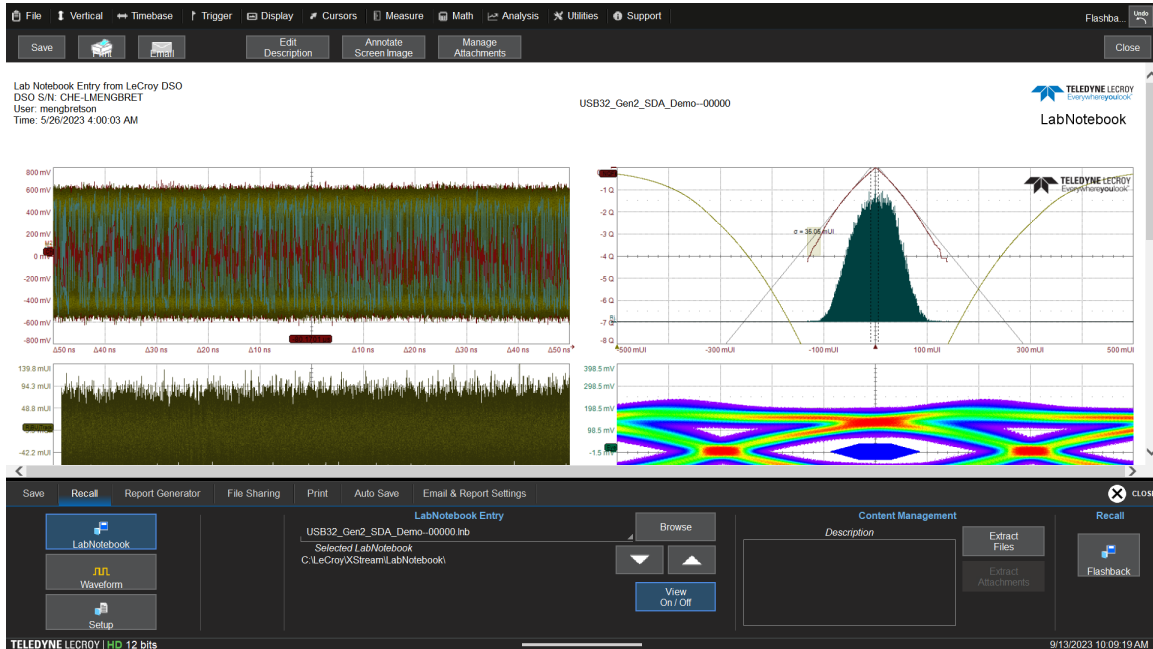 File Vertical Timebase Trigger Display Cursors Measure Math Analysis Utilities Support Flashba... Undo
Save Print Email Edit Description Annotate Screen Image Manage Attachments Close
Lab Notebook Entry from LeCroy DSO
DSO S/N: CHE-LMENGBRET
User: mengbretson
Time: 5/26/2023 4:00:03 AM
USB32_Gen2_SDA_Demo--00000
TELEDYNE LECROY
Everywhereyoulook
LabNotebook
800 mV
600 mV
400 mV
200 mV
0 mV
-200 mV
-400 mV
-600 mV
-800 mV
Δ50 ns Δ40 ns Δ30 ns Δ20 ns Δ10 ns Δ10 ns Δ20 ns Δ30 ns Δ40 ns Δ50 ns
TELEDYNE LECROY
Everywhereyoulook
-1 Q
-2 Q
-3 Q
-4 Q
-5 Q
-6 Q
-7 Q
-8 Q
-500 mUI -300 mUI -100 mUI 100 mUI 300 mUI 500 mUI
139.8 mUI
94.3 mUI
48.8 mUI
-42.2 mUI
398.5 mV
298.5 mV
198.5 mV
98.5 mV
-1.5 mV
Save Recall Report Generator File Sharing Print Auto Save Email & Report Settings CLOSE
LabNotebook
Waveform
Setup
LabNotebook Entry
USB32_Gen2_SDA_Demo--00000.lnb
Selected LabNotebook
C:\LeCroy\XStream\LabNotebook\
Browse
View
On / Off
Content Management
Description
Extract
Files
Extract
Attachments
Recall
Flashback
TELEDYNE LECROY | HD 12 bits
9/13/2023 10:09:19 AM